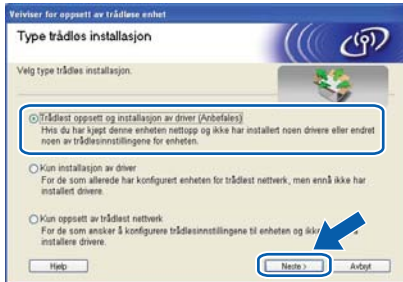 Veiviser for oppsett av trådløse enhet
Type trådløs installasjon
Velg type trådløs installasjon.
Trådløst oppsett og installasjon av driver (Anbefales)
Hvis du har kjøpt denne enheten nettopp og ikke har installert noen drivere eller endret
noen av trådløsinnstillingene for enheten.
Kun installasjon av driver
For de som allerede har konfigurert enheten for trådløst nettverk, men ennå ikke har
installert drivere.
Kun oppsett av trådløst nettverk
For de som ønsker å konfigurere trådløsinnstillingene til enheten og ikke
installere drivere.
Hjelp
Neste >
Avbryt